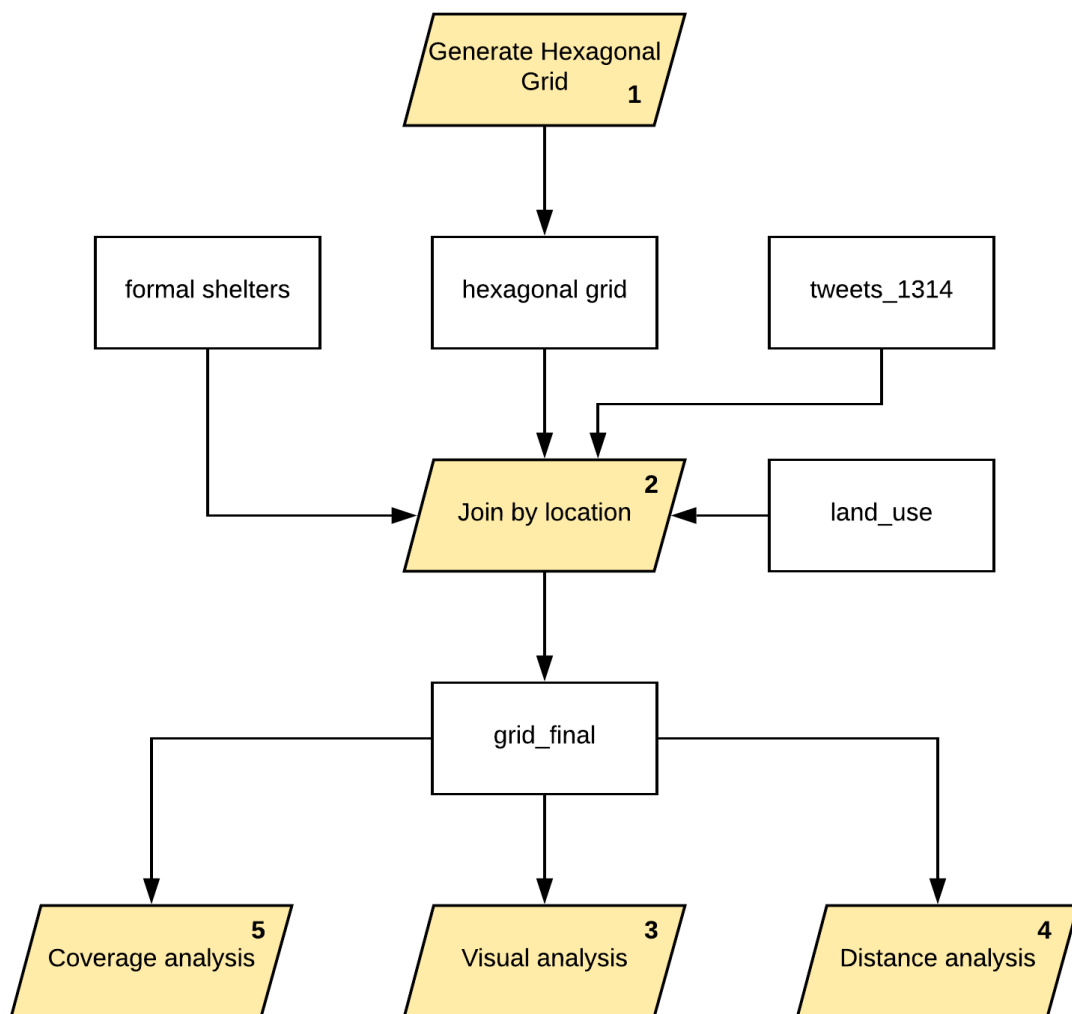 Generate Hexagonal
Grid
1
formal shelters
hexagonal grid
tweets_1314
2
Join by location
land_use
grid_final
5
Coverage analysis
3
Visual analysis
4
Distance analysis